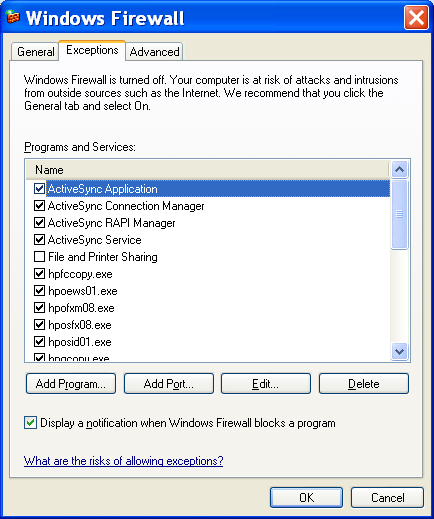 Windows Firewall
General Exceptions Advanced
Windows Firewall is turned off. Your computer is at risk of attacks and intrusions
from outside sources such as the Internet. We recommend that you click the
General tab and select On.
Programs and Services:
Name
ActiveSync Application
ActiveSync Connection Manager
ActiveSync RAPI Manager
ActiveSync Service
File and Printer Sharing
hpfccopy.exe
hpoews01.exe
hpofxm08.exe
hposfx08.exe
hposid01.exe
hpqcopy.exe
Add Program... Add Port... Edit... Delete
Display a notification when Windows Firewall blocks a program
What are the risks of allowing exceptions?
OK Cancel